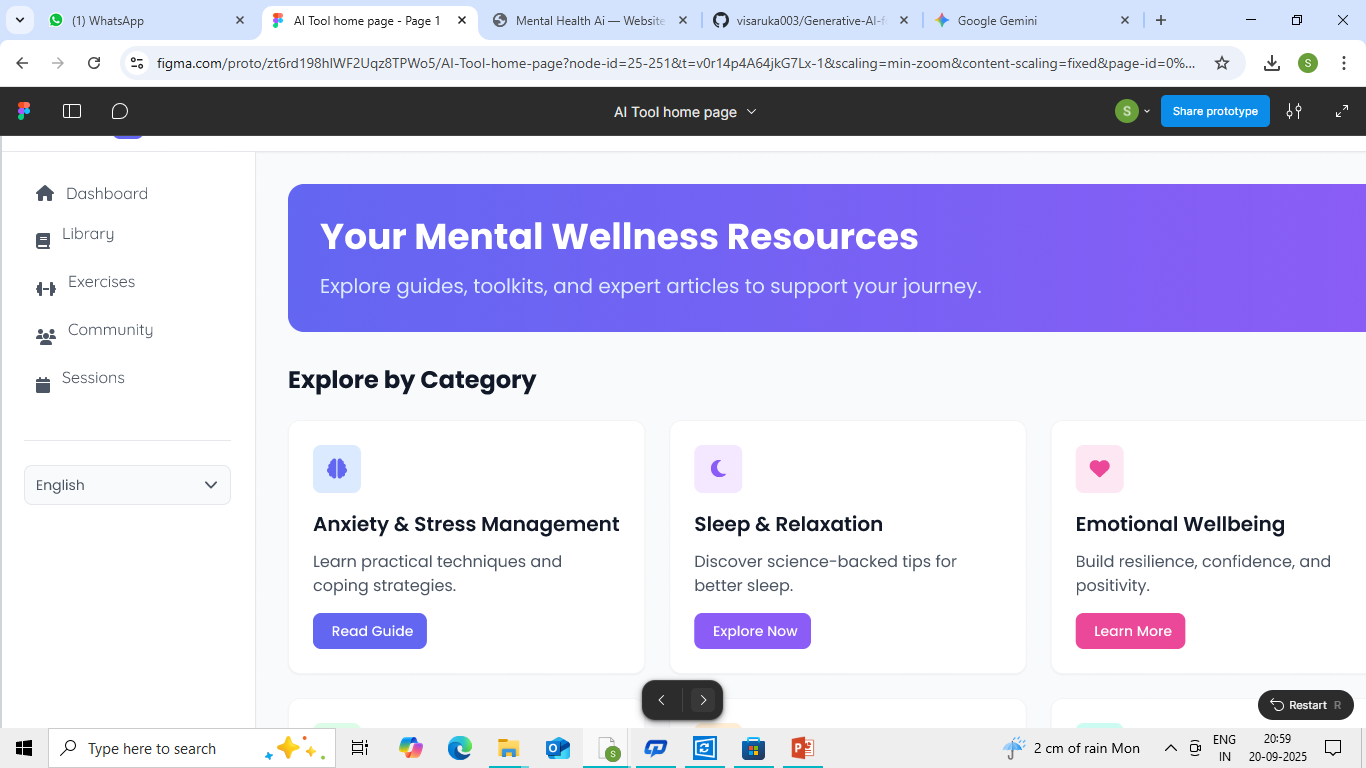 (1) WhatsApp
AI Tool home page - Page 1
Mental Health Ai — Website
visaruka003/Generative-AI-f
Google Gemini
figma.com/proto/zt6rd198hlWF2Uqz8TPWo5/AI-Tool-home-page?node-id=25-251&t=v0r14p4A64jkG7Lx-1&scaling=min-zoom&content-scaling=fixed&page-id=0%...
S
AI Tool home page
S
Share prototype
Dashboard
Library
Exercises
Community
Sessions
English
Your Mental Wellness Resources
Explore guides, toolkits, and expert articles to support your journey.
Explore by Category
Anxiety & Stress Management
Learn practical techniques and
coping strategies.
Read Guide
Sleep & Relaxation
Discover science-backed tips for
better sleep.
Explore Now
Emotional Wellbeing
Build resilience, confidence, and
positivity.
Learn More
Restart R
Type here to search
S
2 cm of rain Mon
ENG
IN
20:59
20-09-2025